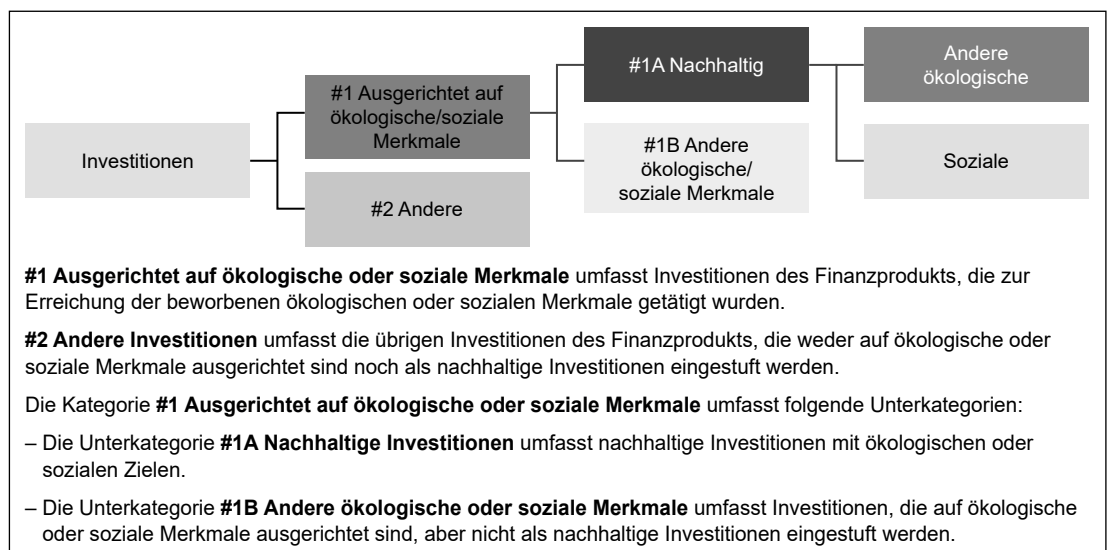 Investitionen
#1 Ausgerichtet auf
ökologische/soziale
Merkmale
#2 Andere
#1A Nachhaltig
#1B Andere
ökologische/
soziale Merkmale
Andere
ökologische
Soziale
#1 Ausgerichtet auf ökologische oder soziale Merkmale umfasst Investitionen des Finanzprodukts, die zur
Erreichung der beworbenen ökologischen oder sozialen Merkmale getätigt wurden.
#2 Andere Investitionen umfasst die übrigen Investitionen des Finanzprodukts, die weder auf ökologische oder
soziale Merkmale ausgerichtet sind noch als nachhaltige Investitionen eingestuft werden.
Die Kategorie #1 Ausgerichtet auf ökologische oder soziale Merkmale umfasst folgende Unterkategorien:
– Die Unterkategorie #1A Nachhaltige Investitionen umfasst nachhaltige Investitionen mit ökologischen oder
sozialen Zielen.
– Die Unterkategorie #1B Andere ökologische oder soziale Merkmale umfasst Investitionen, die auf ökologische
oder soziale Merkmale ausgerichtet sind, aber nicht als nachhaltige Investitionen eingestuft werden.